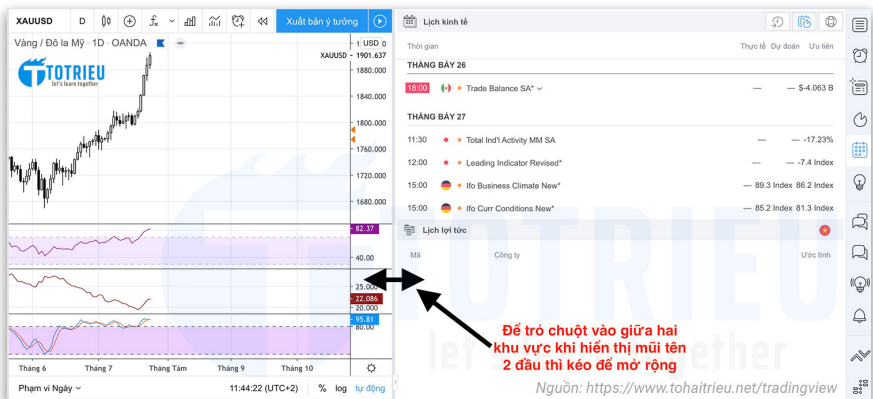 XAUUSD D Xuất bản ý tưởng
Vàng / Đô la Mỹ · 1D · OANDA
TOTRIEU
let's learn together
USD
XAUUSD 1901.637
1880.000
1840.000
1800.000
1760.000
1720.000
1680.000
82.37
40.00
25.000
22.086
20.000
95.81
80.00
Tháng 6 Tháng 7 Tháng Tám Tháng 9 Tháng 10
Phạm vi Ngày 11:44:22 (UTC+2) % log tự động
Lịch kinh tế
Thời gian Thực tế Dự đoán Ưu tiên
THÁNG BẢY 26
18:00 Trade Balance SA* — — $-4.063 B
THÁNG BẢY 27
11:30 Total Ind'l Activity MM SA — — -17.23%
12:00 Leading Indicator Revised* — — -7.4 Index
15:00 Ifo Business Climate New* — 89.3 Index 86.2 Index
15:00 Ifo Curr Conditions New* — 85.2 Index 81.3 Index
Lịch lợi tức
Mã Công ty Ước tính
TOTRIEU
let's learn together
Để trỏ chuột vào giữa hai
khu vực khi hiển thị mũi tên
2 đầu thì kéo để mở rộng
Nguồn: https://www.tohaitrieu.net/tradingview